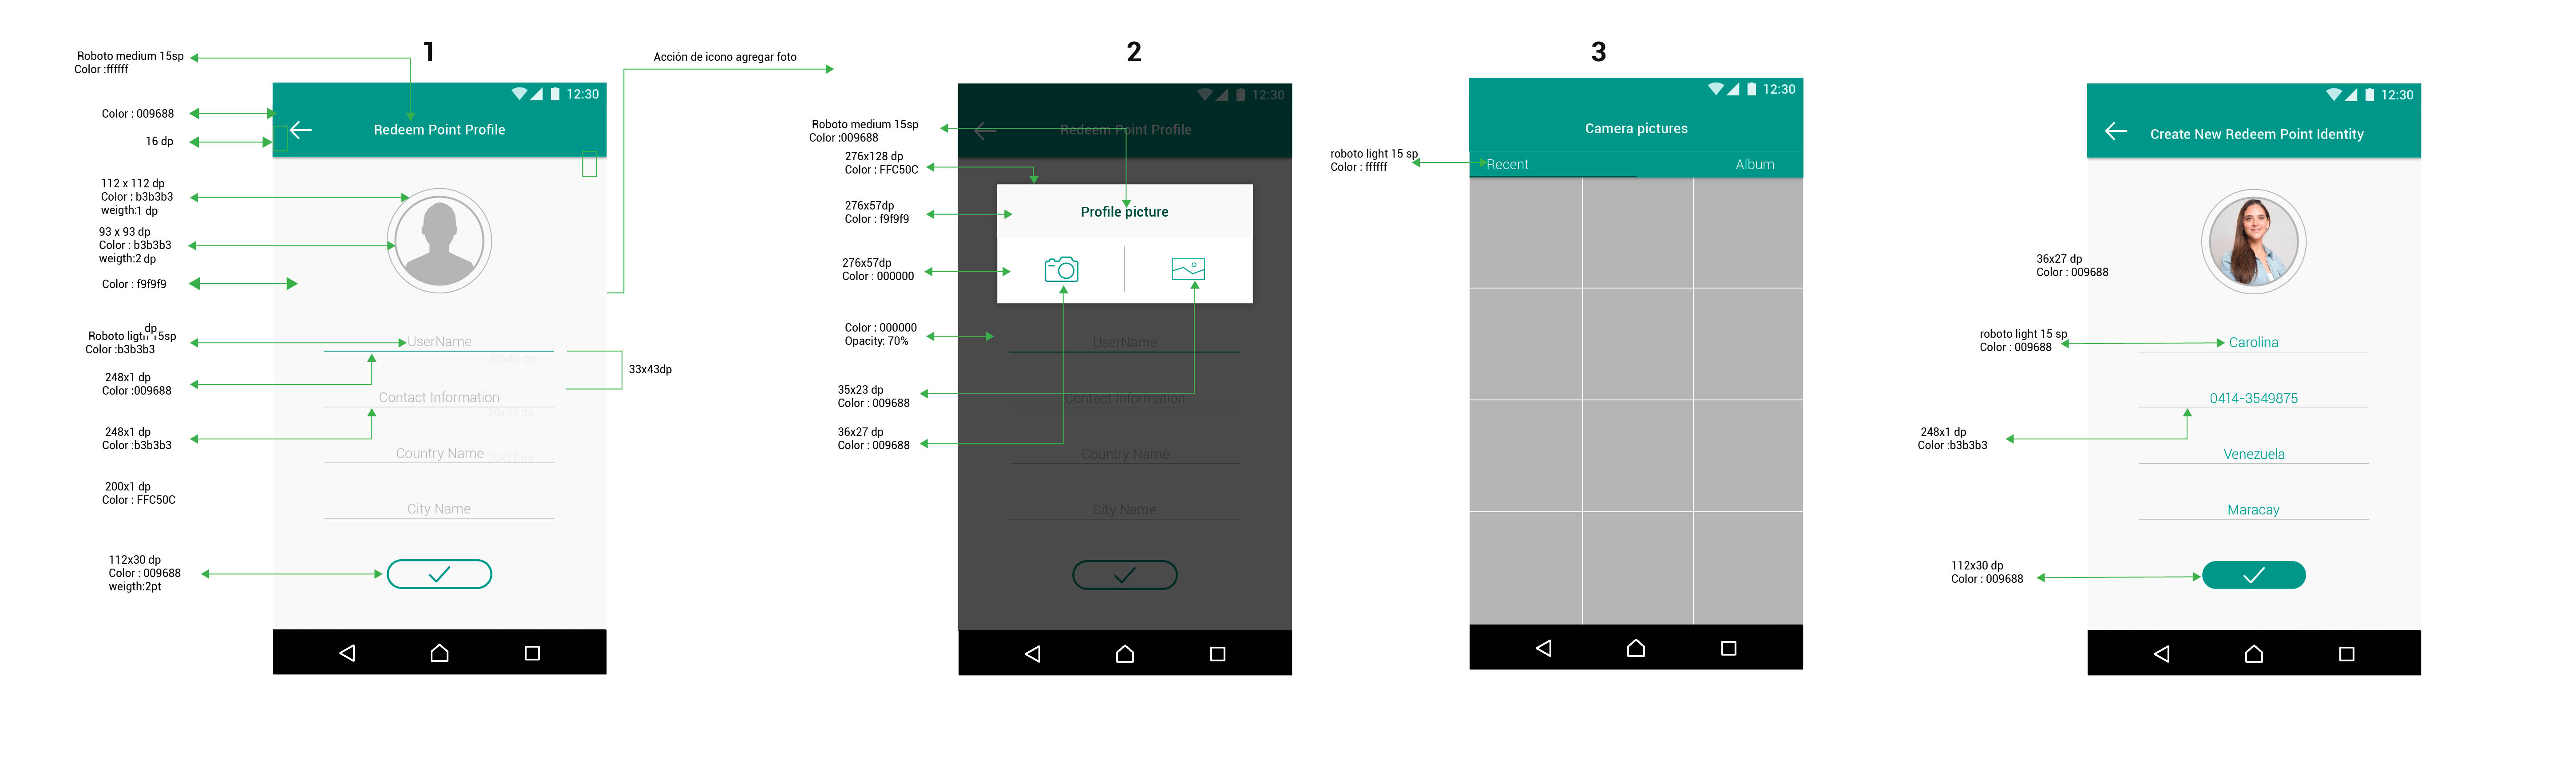 1
Roboto medium 15sp
Color :ffffff
Color : 009688
16 dp
112 x 112 dp
Color : b3b3b3
weigth:1 dp
93 x 93 dp
Color : b3b3b3
weigth:2 dp
Color : f9f9f9
dp
Roboto ligth 15sp
Color :b3b3b3
248x1 dp
Color :009688
248x1 dp
Color :b3b3b3
200x1 dp
Color : FFC50C
112x30 dp
Color : 009688
weigth:2pt
12:30
Redeem Point Profile
UserName
20x40 dp
Contact Information
20x37 dp
Country Name
20x37 dp
City Name
33x43dp
Acción de icono agregar foto
2
Roboto medium 15sp
Color :009688
276x128 dp
Color : FFC50C
276x57dp
Color : f9f9f9
276x57dp
Color : 000000
Color : 000000
Opacity: 70%
35x23 dp
Color : 009688
36x27 dp
Color : 009688
12:30
Redeem Point Profile
Profile picture
UserName
Contact Information
Country Name
City Name
3
roboto light 15 sp
Color : ffffff
12:30
Camera pictures
Recent
Album
36x27 dp
Color : 009688
roboto light 15 sp
Color : 009688
248x1 dp
Color :b3b3b3
112x30 dp
Color : 009688
12:30
Create New Redeem Point Identity
Carolina
0414-3549875
Venezuela
Maracay